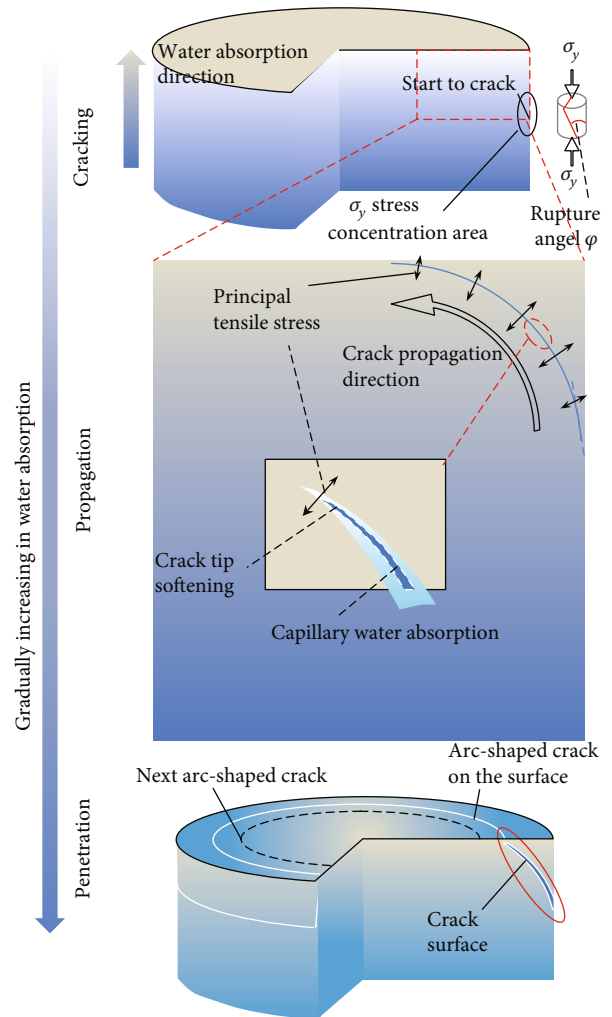 Water absorption
direction
Start to crack
σy
σy
Rupture
angel φ
σy stress
concentration area
Cracking
Principal
tensile stress
Crack propagation
direction
Gradually increasing in water absorption
Propagation
Crack tip
softening
Capillary water absorption
Next arc-shaped crack
Arc-shaped crack
on the surface
Penetration
Crack
surface